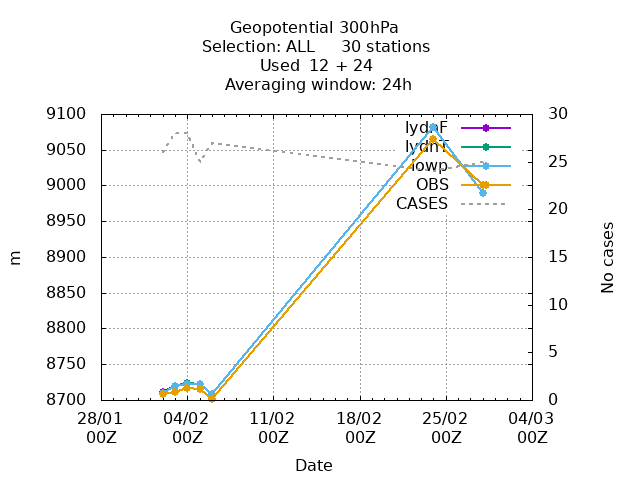 Geopotential 300hPa
Selection: ALL 30 stations
Used 12 + 24
Averaging window: 24h
9100
9050
9000
8950
8900
8850
8800
8750
8700
m
30
25
20
15
10
5
0
No cases
OBS
CASES
28/01 04/02 11/02 18/02 25/02 04/03
00Z 00Z 00Z 00Z 00Z 00Z
Date